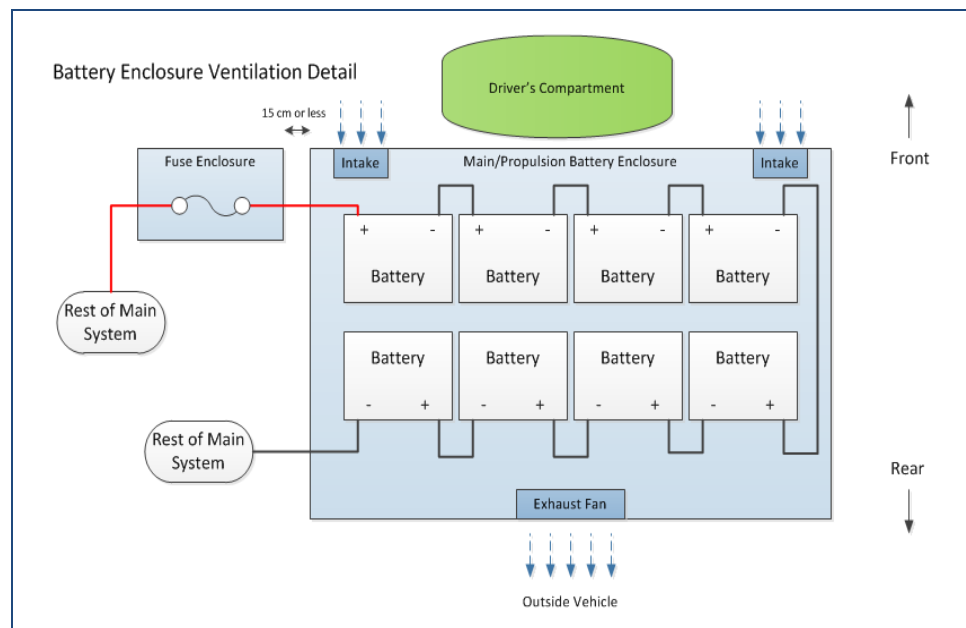 Battery Enclosure Ventilation Detail
Driver's Compartment
15 cm or less
Fuse Enclosure
Intake
Main/Propulsion Battery Enclosure
Intake
Front
+ - + - + - + -
Battery Battery Battery Battery
Rest of Main
System
Battery Battery Battery Battery
- + - + - + - +
Rest of Main
System
Rear
Exhaust Fan
Outside Vehicle